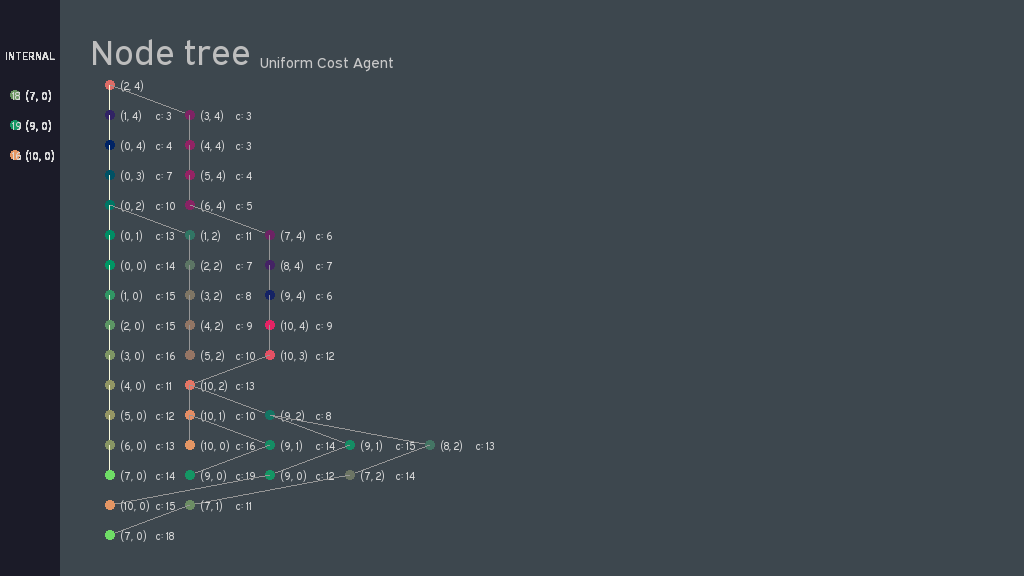 Node tree Uniform Cost Agent
INTERNAL
18 (7, 0)
19 (9, 0)
16 (10, 0)
(2, 4)
(1, 4) c: 3 (3, 4) c: 3
(0, 4) c: 4 (4, 4) c: 3
(0, 3) c: 7 (5, 4) c: 4
(0, 2) c: 10 (6, 4) c: 5
(0, 1) c: 13 (1, 2) c: 11 (7, 4) c: 6
(0, 0) c: 14 (2, 2) c: 7 (8, 4) c: 7
(1, 0) c: 15 (3, 2) c: 8 (9, 4) c: 6
(2, 0) c: 15 (4, 2) c: 9 (10, 4) c: 9
(3, 0) c: 16 (5, 2) c: 10 (10, 3) c: 12
(4, 0) c: 11 (10, 2) c: 13
(5, 0) c: 12 (10, 1) c: 10 (9, 2) c: 8
(6, 0) c: 13 (10, 0) c: 16 (9, 1) c: 14 (9, 1) c: 15 (8, 2) c: 13
(7, 0) c: 14 (9, 0) c: 19 (9, 0) c: 12 (7, 2) c: 14
(10, 0) c: 15 (7, 1) c: 11
(7, 0) c: 18